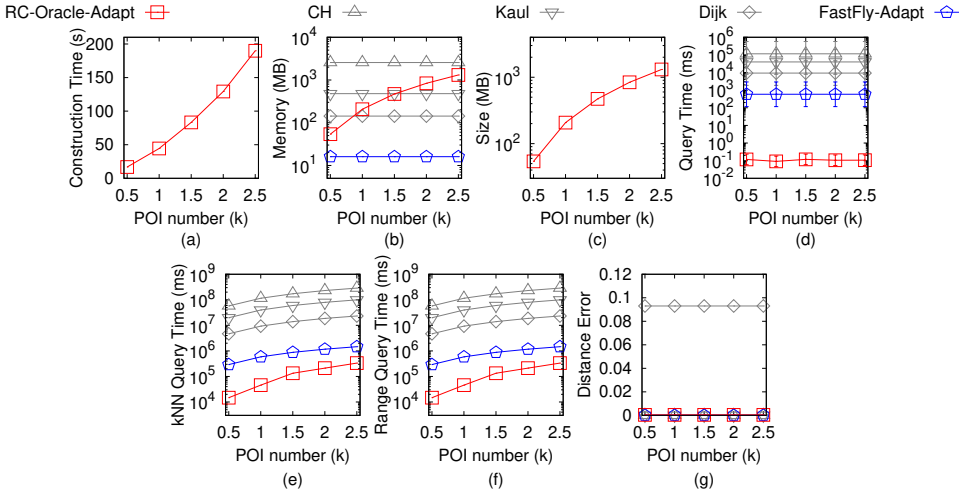 RC-Oracle-Adapt CH Kaul Dijk FastFly-Adapt
Construction Time (s)
200
150
100
50
0
0.5 1 1.5 2 2.5
POI number (k)
(a)
Memory (MB)
10^4
10^3
10^2
10^1
0.5 1 1.5 2 2.5
POI number (k)
(b)
Size (MB)
10^3
10^2
0.5 1 1.5 2 2.5
POI number (k)
(c)
Query Time (ms)
10^6
10^5
10^4
10^3
10^2
10^1
10^0
10^-1
10^-2
0.5 1 1.5 2 2.5
POI number (k)
(d)
kNN Query Time (ms)
10^9
10^8
10^7
10^6
10^5
10^4
0.5 1 1.5 2 2.5
POI number (k)
(e)
Range Query Time (ms)
10^9
10^8
10^7
10^6
10^5
10^4
0.5 1 1.5 2 2.5
POI number (k)
(f)
Distance Error
0.12
0.1
0.08
0.06
0.04
0.02
0
0.5 1 1.5 2 2.5
POI number (k)
(g)